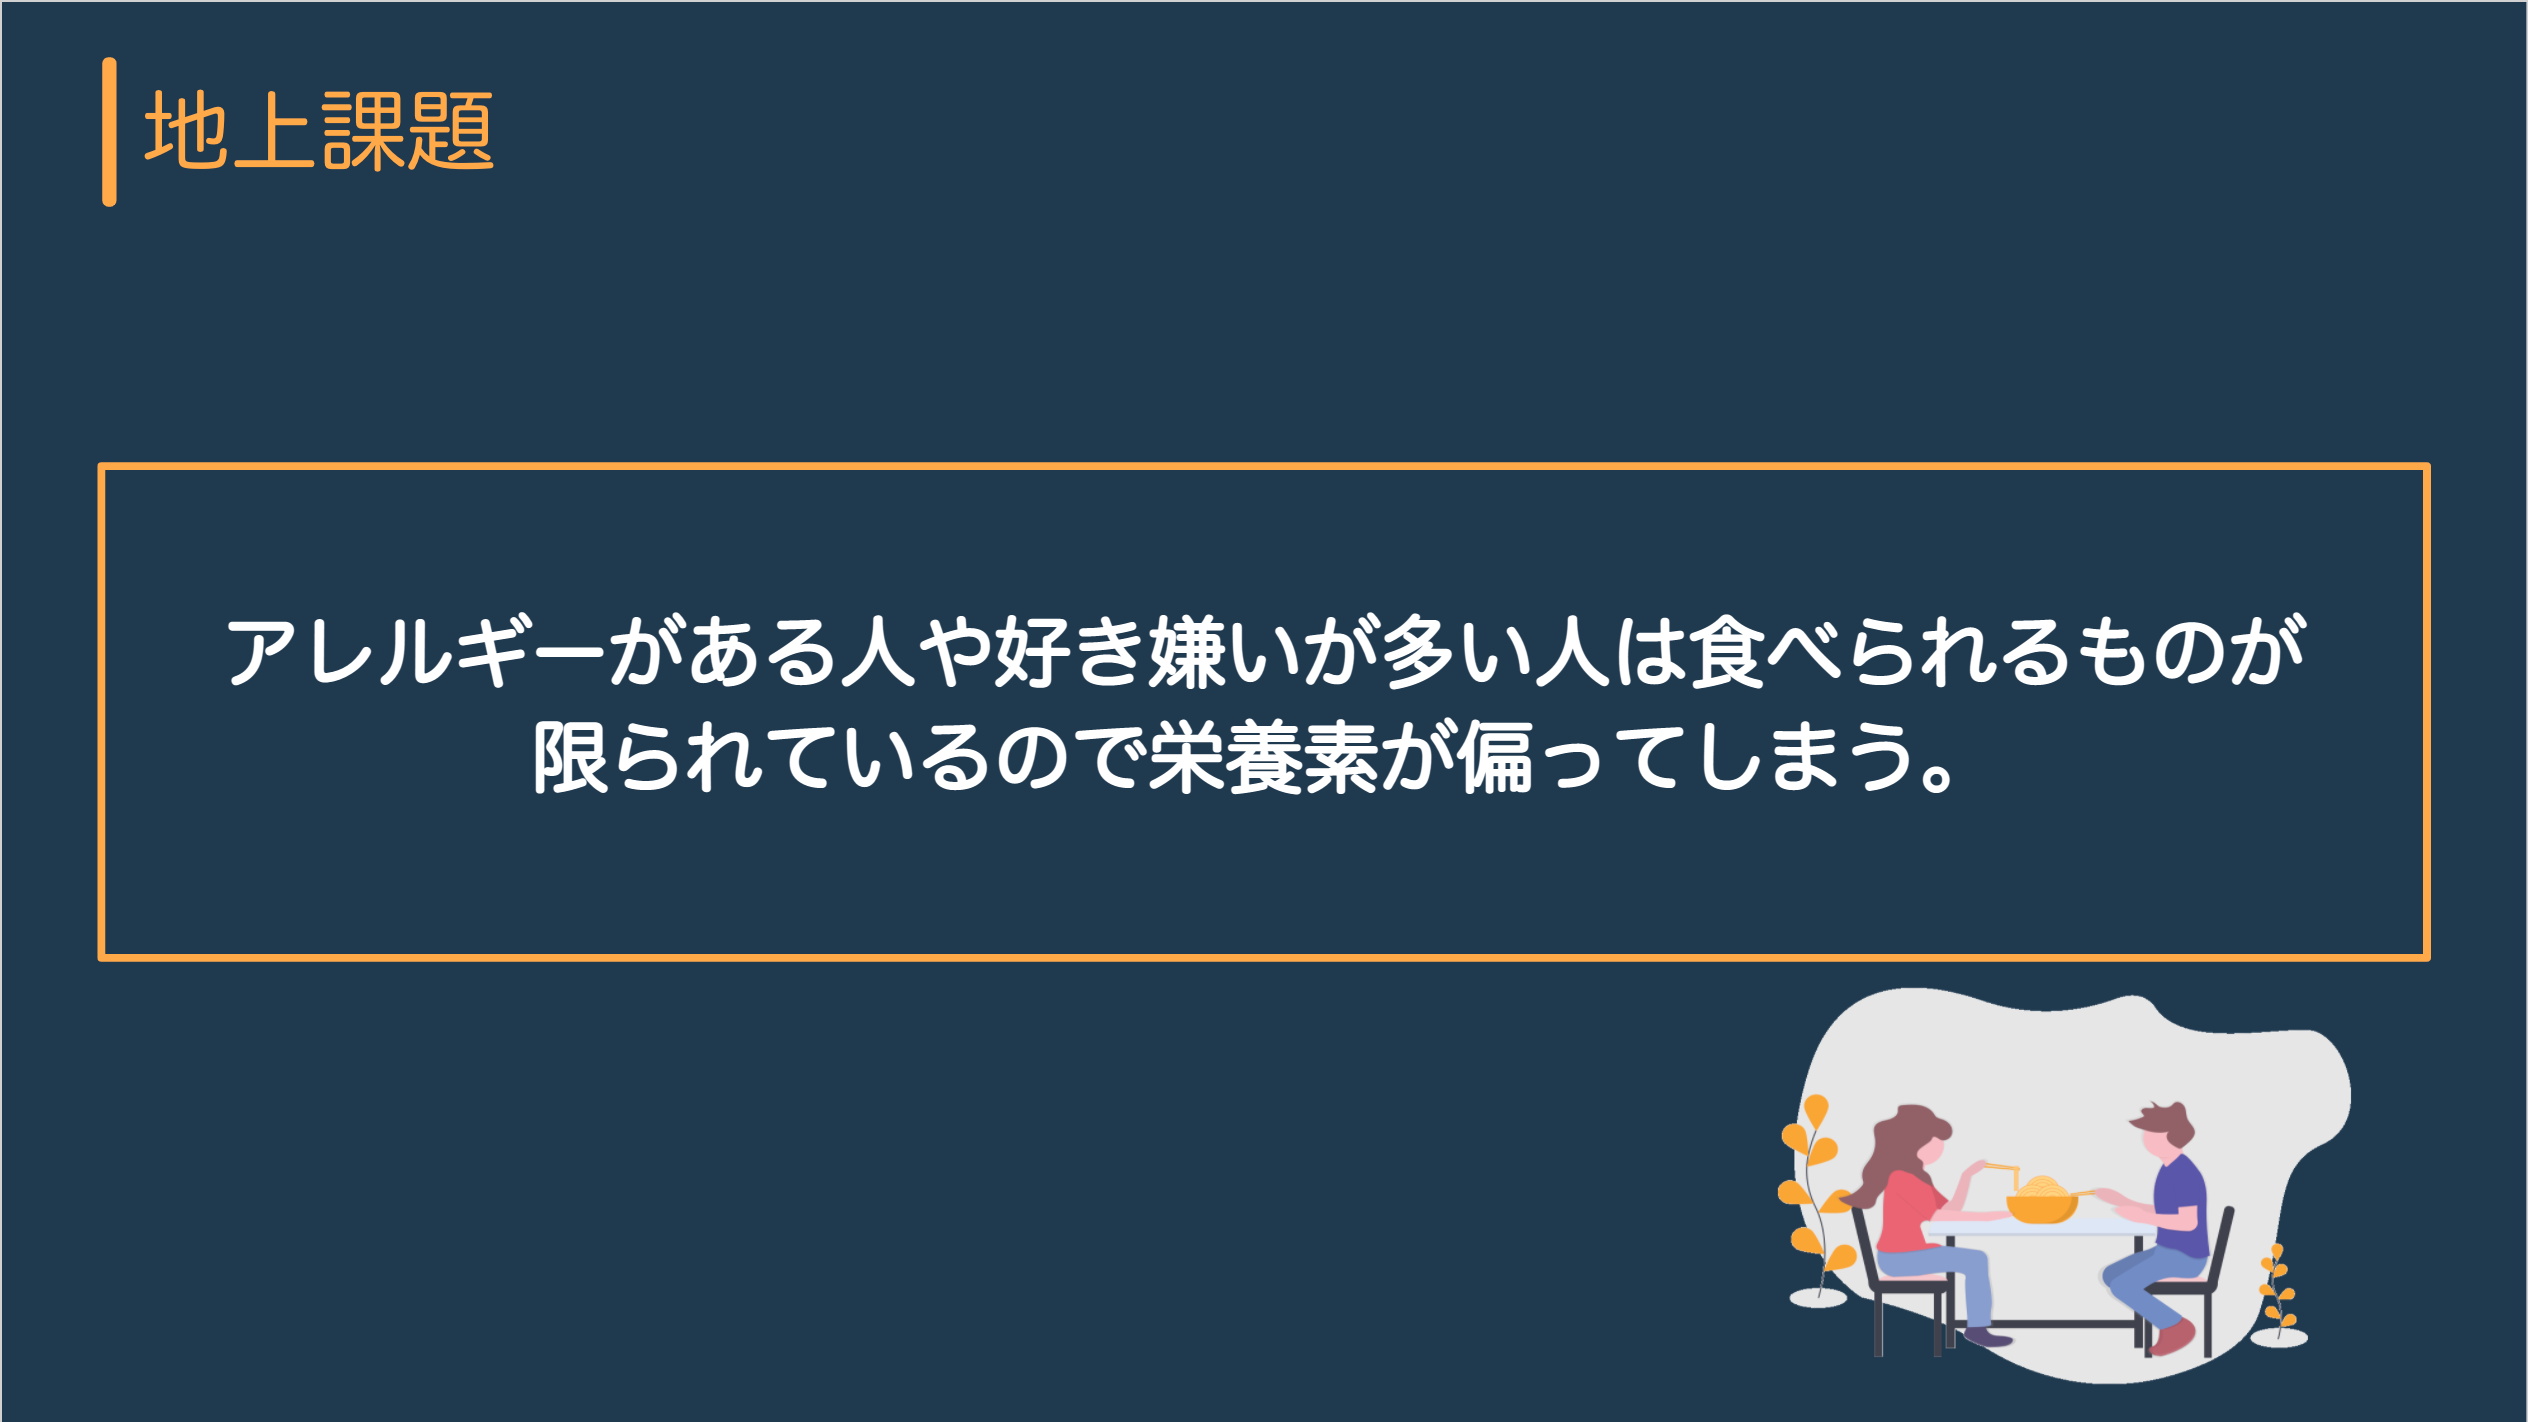 地上課題
アレルギーがある人や好き嫌いが多い人は食べられるものが
限られているので栄養素が偏ってしまう。